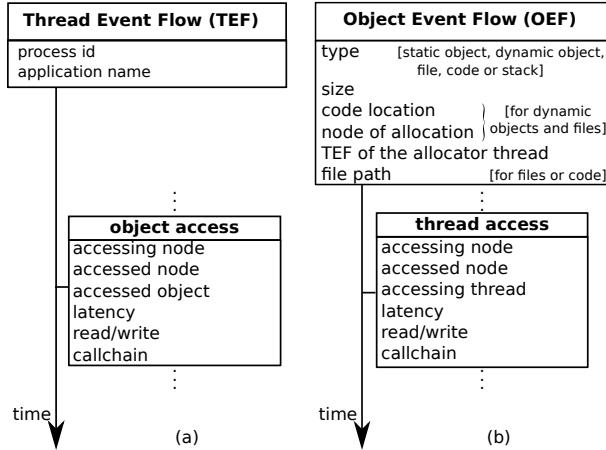 Thread Event Flow (TEF)
process id
application name
object access
accessing node
accessed node
accessed object
latency
read/write
callchain
time
(a)
Object Event Flow (OEF)
type [static object, dynamic object,
file, code or stack]
size
code location [for dynamic
node of allocation objects and files]
TEF of the allocator thread
file path [for files or code]
thread access
accessing node
accessed node
accessing thread
latency
read/write
callchain
time
(b)